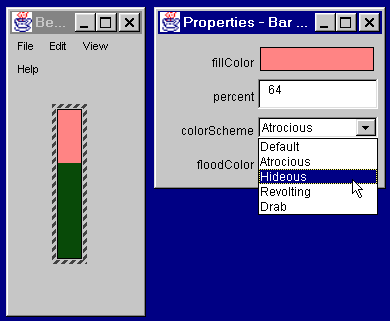 Be...
Properties - Bar ...
File Edit View
Help
fillColor
percent 64
colorScheme Atrocious
floodColor
Default
Atrocious
Hideous
Revolting
Drab